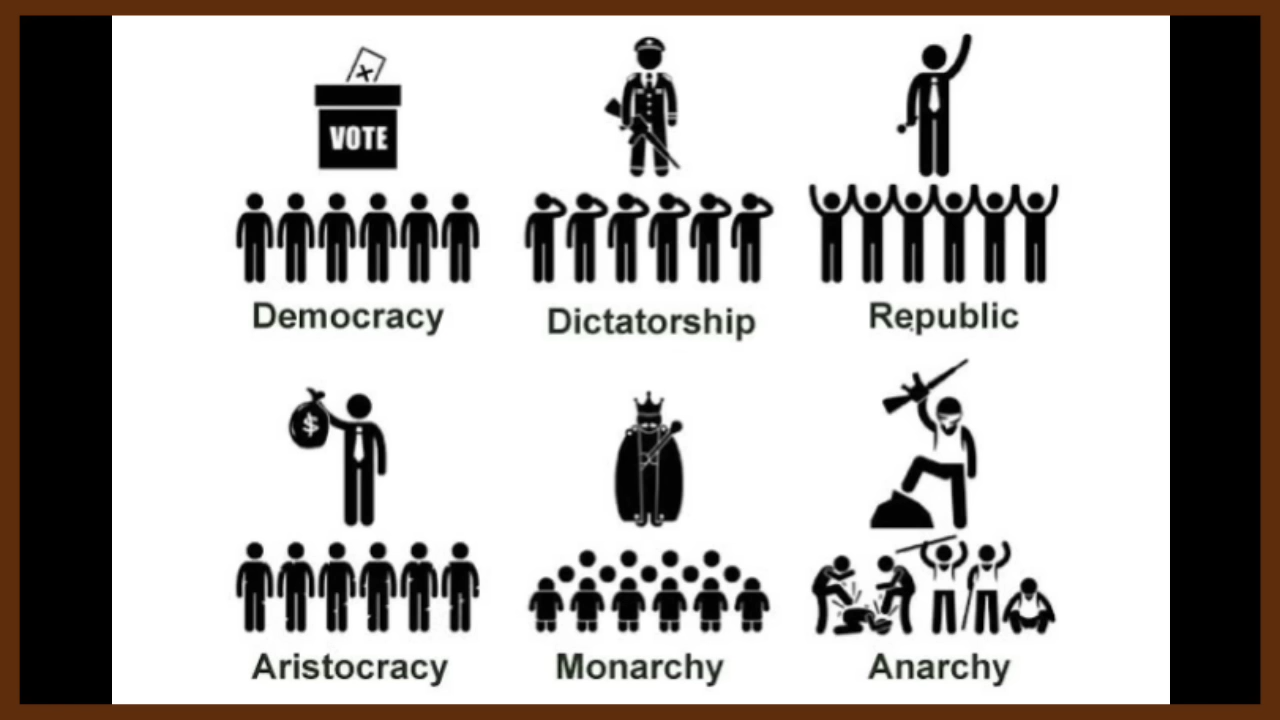 VOTE
Democracy
Dictatorship
Republic
$
Aristocracy
Monarchy
Anarchy